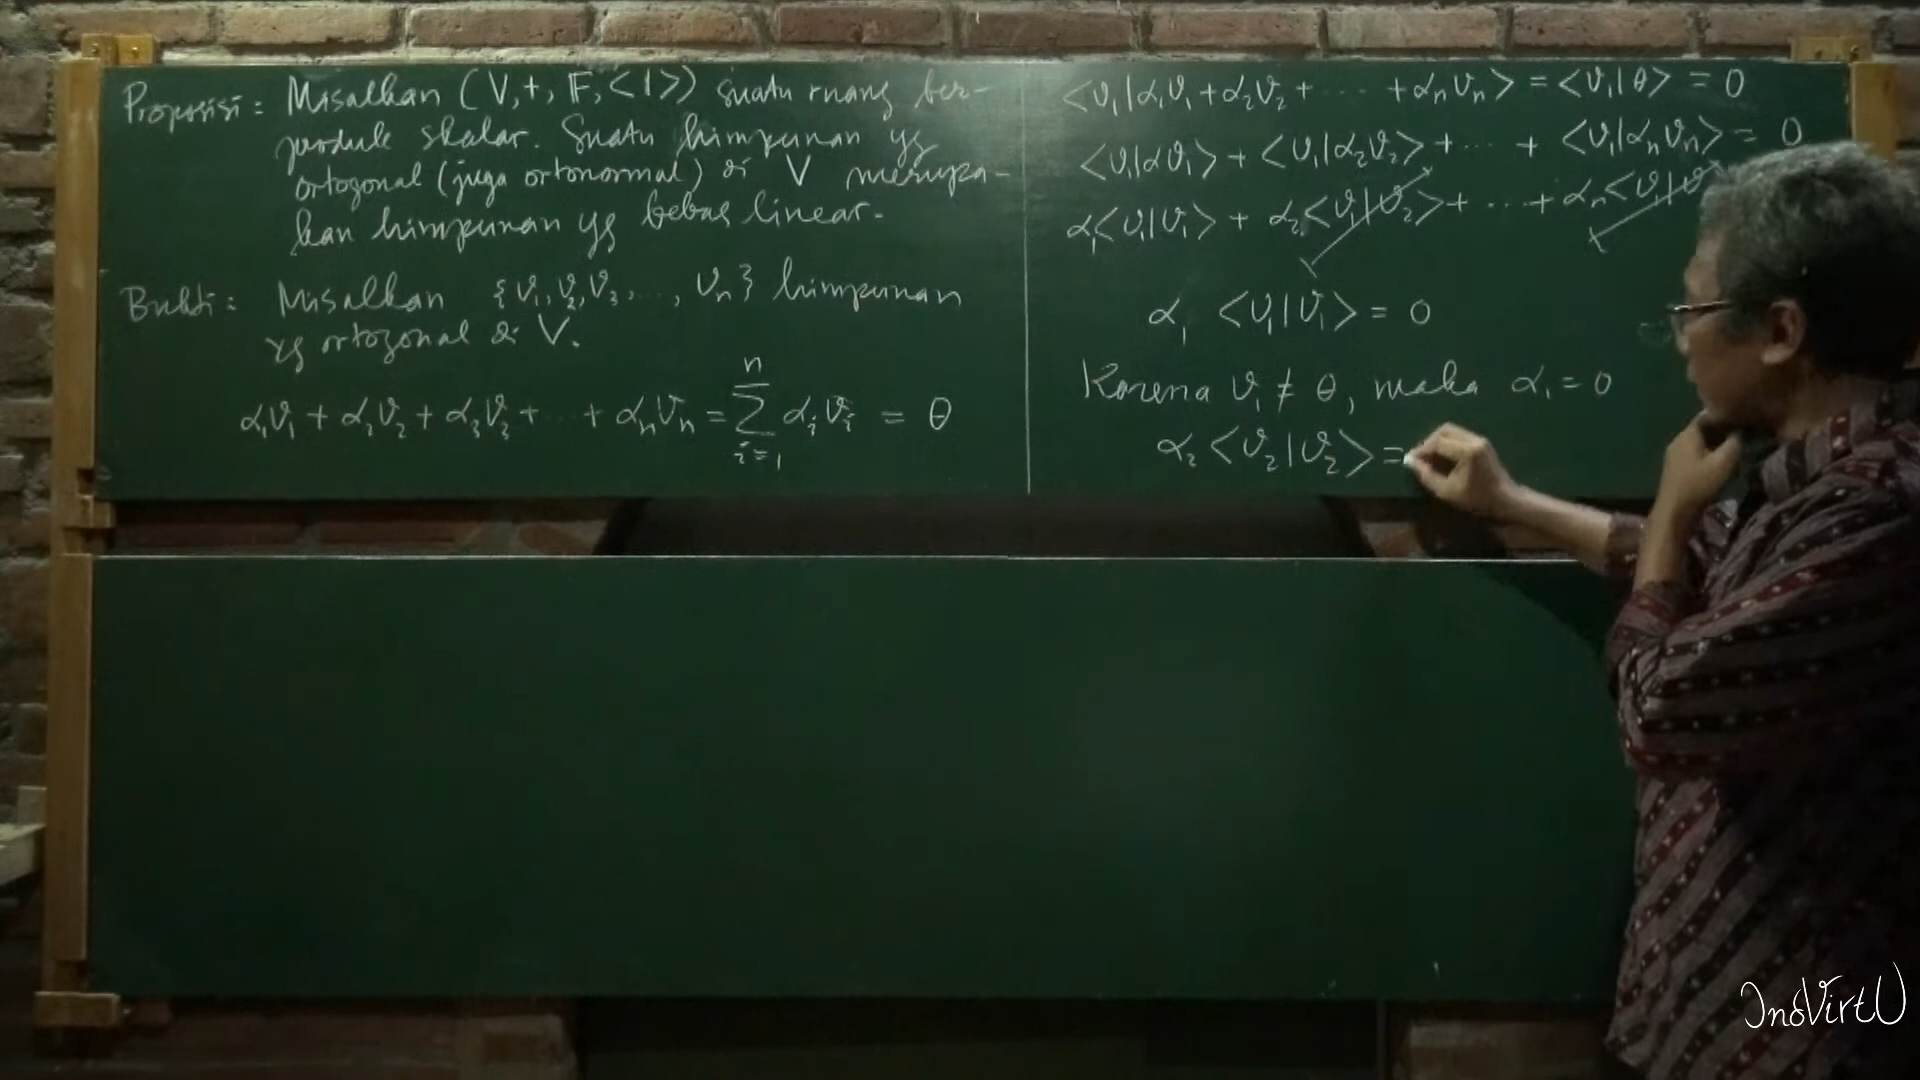 Proposisi: Misalkan (V,+, 𝔽, <|>) suatu ruang ber-
produk skalar. Suatu himpunan yg
ortogonal (juga ortonormal) di V merupa-
kan himpunan yg bebas linear.
Bukti: Misalkan {v₁, v₂, v₃, ..., vₙ} himpunan
yg ortogonal di V.
α₁v₁ + α₂v₂ + α₃v₃ + ... + αₙvₙ = ∑ᵢ₌₁ⁿ αᵢvᵢ = θ
<v₁|α₁v₁ + α₂v₂ + ... + αₙvₙ> = <v₁|θ> = 0
<v₁|αv₁> + <v₁|α₂v₂> + ... + <v₁|αₙvₙ> = 0
α₁<v₁|v₁> + α₂<v₁|v₂> + ... + αₙ<v₁|v
α₁ <v₁|v₁> = 0
Karena v₁ ≠ θ, maka α₁ = 0
α₂<v₂|v₂> =
InoVirtU